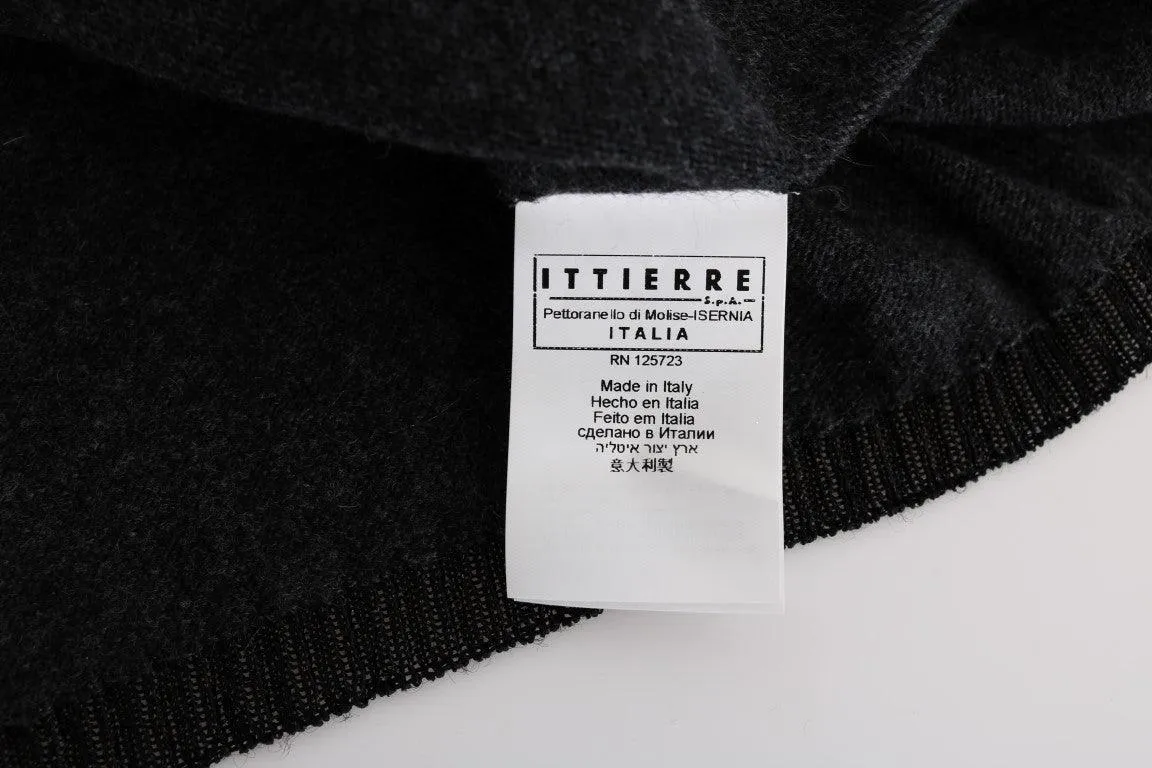 ITTIERRE
S.p.A.
Pettoranello di Molise-ISERNIA
ITALIA
RN 125723
Made in Italy
Hecho en Italia
Feito em Italia
сделано в Италии
ארץ יצור איטליה
意大利製